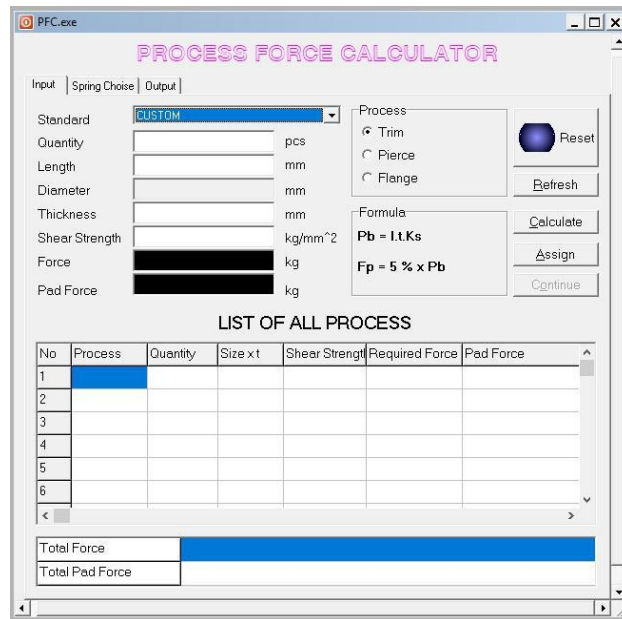 PFC.exe
PROCESS FORCE CALCULATOR
Input Spring Choise Output
Standard CUSTOM
Quantity pcs
Length mm
Diameter mm
Thickness mm
Shear Strength kg/mm^2
Force kg
Pad Force kg
Process
Trim
Pierce
Flange
Formula
Pb = l.t.Ks
Fp = 5 % x Pb
Reset
Refresh
Calculate
Assign
Continue
LIST OF ALL PROCESS
No Process Quantity Size x t Shear Strengtl Required Force Pad Force
1
2
3
4
5
6
Total Force
Total Pad Force